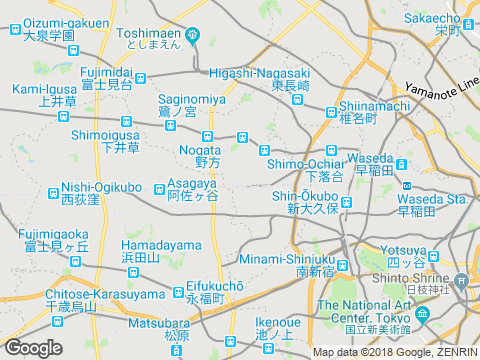 Oizumi-gakuen
大泉学園
Toshimaen
としまえん
Sakaecho
栄町
Fujimidai
富士見台
Higashi-Nagasaki
東長崎
Yamanote Line
Kami-Igusa
上井草
Saginomiya
鷺ノ宮
Shiinamachi
椎名町
Shimoigusa
下井草
Nogata
野方
Shimo-Ochiai
下落合
Waseda
早稲田
Nishi-Ogikubo
西荻窪
Asagaya
阿佐ヶ谷
Shin-Ōkubo
新大久保
Waseda Sta.
早稲田
Fujimigaoka
富士見ヶ丘
Hamadayama
浜田山
Minami-Shinjuku
南新宿
Yotsuya
四ッ谷
Eifukuchō
永福町
Shinto Shrine
日枝神社
Chitose-Karasuyama
千歳烏山
The National Art
Center, Tokyo
国立新美術館
Matsubara
松原
Ikenoue
池ノ上
Google
Map data ©2018 Google, ZENRIN